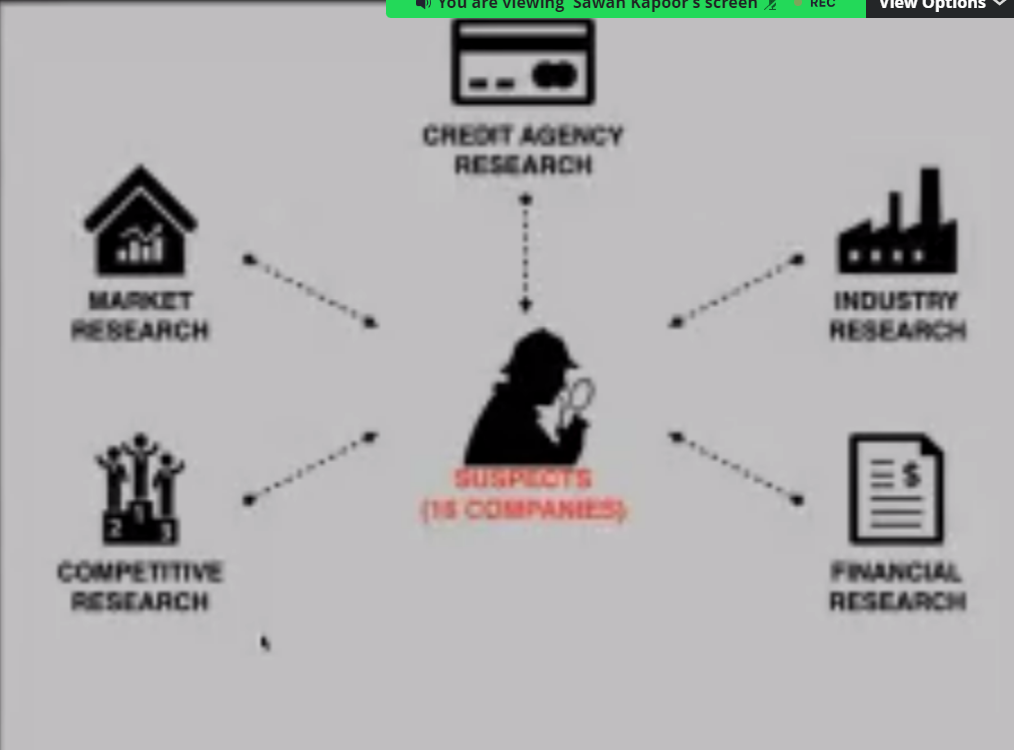 You are viewing Sawan Kapoor's screen
REC
View Options
CREDIT AGENCY
RESEARCH
MARKET
RESEARCH
INDUSTRY
RESEARCH
SUSPECTS
COMPANIES)
COMPETITIVE
RESEARCH
FINANCIAL
RESEARCH
2 1 3
$